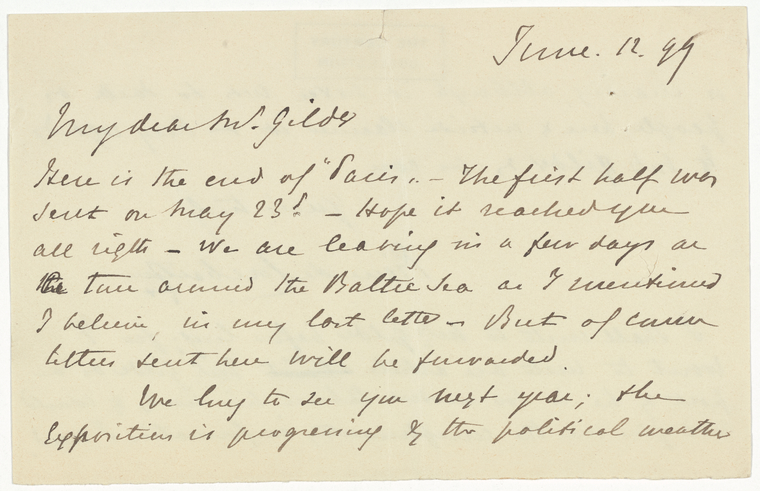 June. 12. 99
My dear Mr. Gilder
Here is the end of "Paris". - The first half was
sent on May 23d. - Hope it reached you
all right - We are leaving in a few days on
the tour around the Baltic Sea as I mentioned
I believe, in my last letter - But of course
letters sent here will be forwarded.
We hope to see you next year; the
Exposition is progressing & the political weather